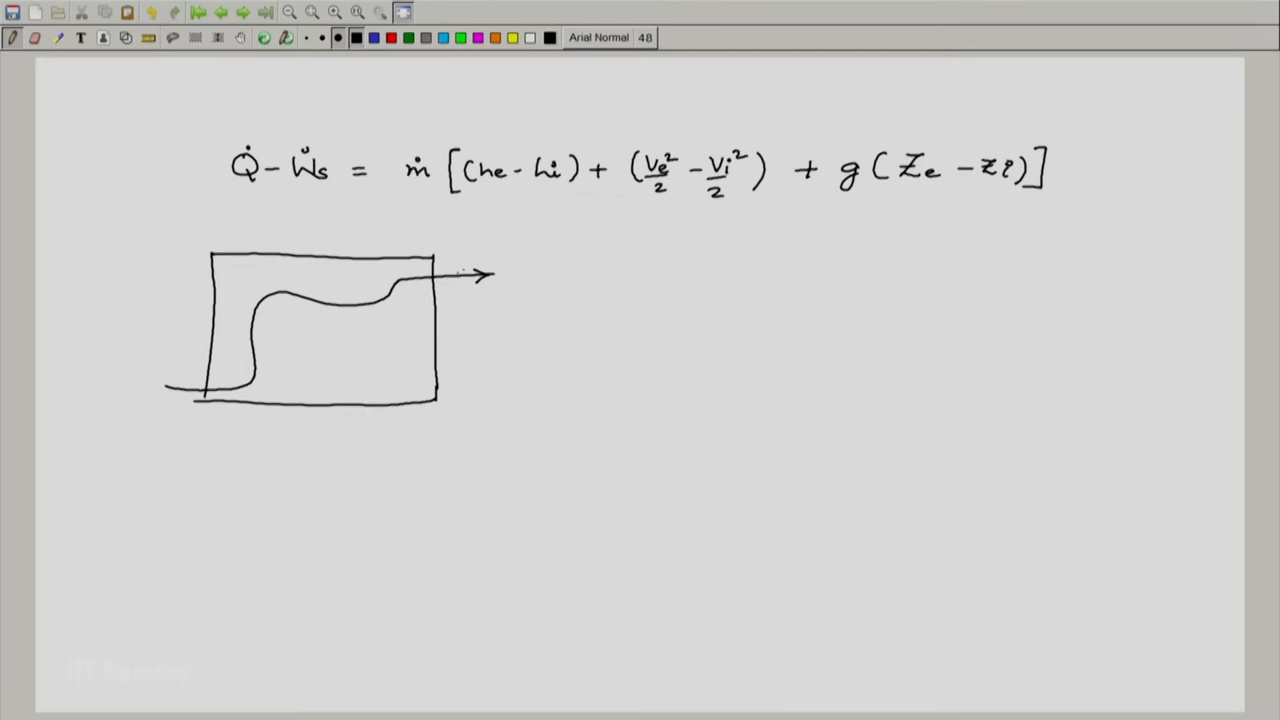 Arial Normal 48
Q̇ - Ẇs = ṁ [(he - hi) + (Ve²/2 - Vi²/2) + g (Ze - zi)]